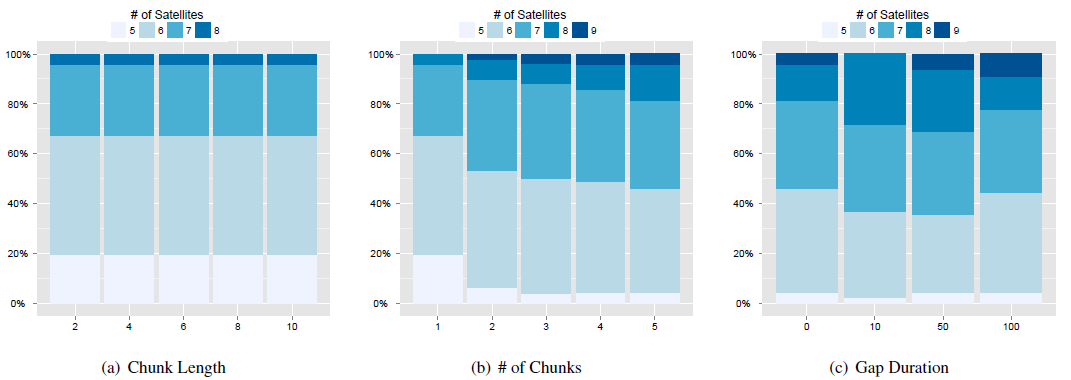 # of Satellites
5 6 7 8
100%
80%
60%
40%
20%
0%
2 4 6 8 10
(a) Chunk Length
# of Satellites
5 6 7 8 9
100%
80%
60%
40%
20%
0%
1 2 3 4 5
(b) # of Chunks
# of Satellites
5 6 7 8 9
100%
80%
60%
40%
20%
0%
0 10 50 100
(c) Gap Duration